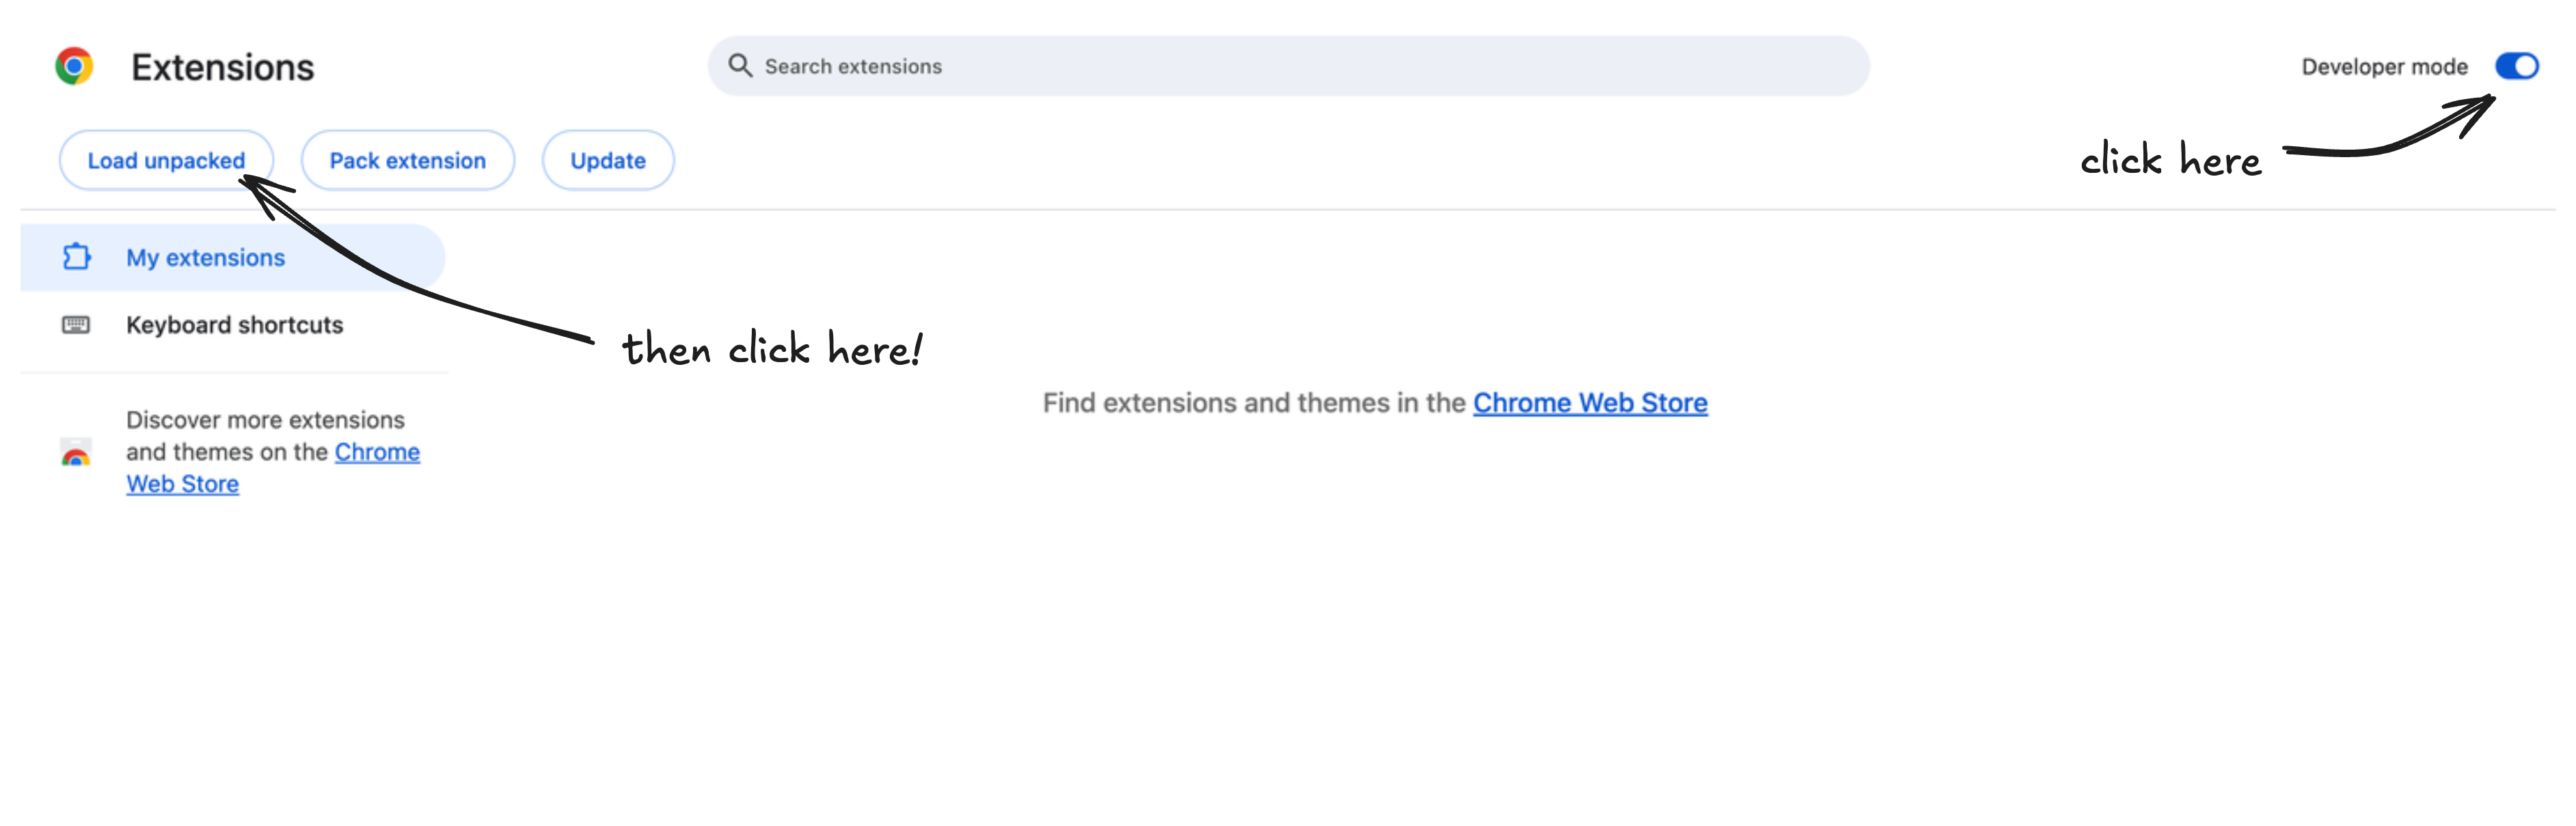 Extensions
Search extensions
Developer mode
Load unpacked
Pack extension
Update
click here
My extensions
Keyboard shortcuts
then click here!
Discover more extensions
and themes on the Chrome
Web Store
Find extensions and themes in the Chrome Web Store